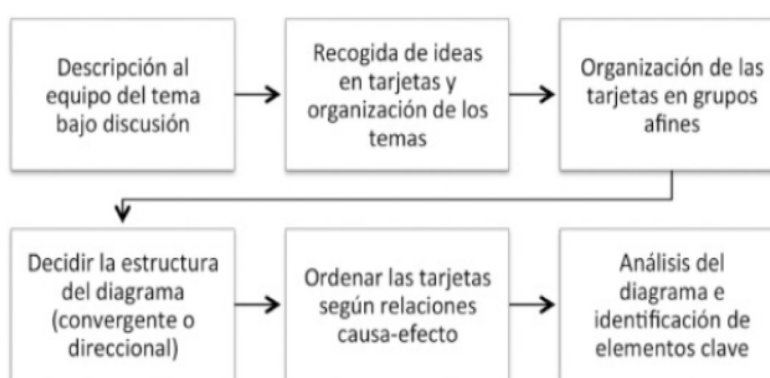 Descripción al
equipo del tema
bajo discusión
Recogida de ideas
en tarjetas y
organización de los
temas
Organización de las
tarjetas en grupos
afines
Decidir la estructura
del diagrama
(convergente o
direccional)
Ordenar las tarjetas
según relaciones
causa-efecto
Análisis del
diagrama e
identificación de
elementos clave